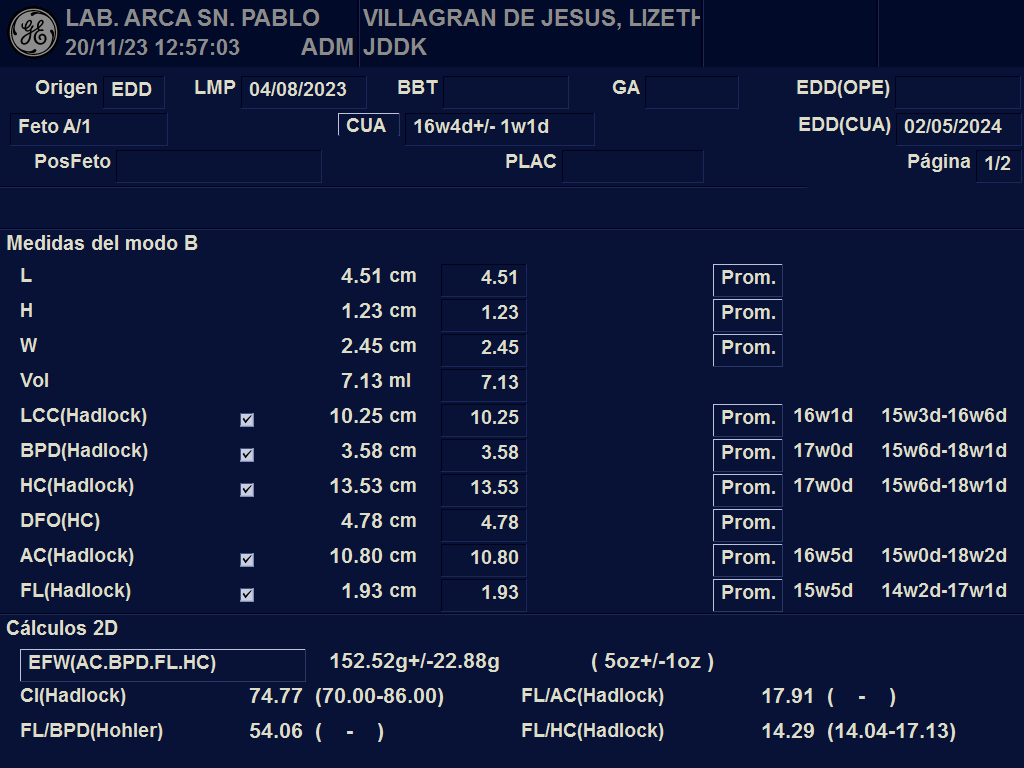 LAB. ARCA SN. PABLO VILLAGRAN DE JESUS, LIZETH
20/11/23 12:57:03 ADM JDDK
Origen EDD LMP 04/08/2023 BBT GA EDD(OPE)
Feto A/1 CUA 16w4d+/- 1w1d EDD(CUA) 02/05/2024
PosFeto PLAC Página 1/2
Medidas del modo B
L 4.51 cm 4.51 Prom.
H 1.23 cm 1.23 Prom.
W 2.45 cm 2.45 Prom.
Vol 7.13 ml 7.13
LCC(Hadlock) 10.25 cm 10.25 Prom. 16w1d 15w3d-16w6d
BPD(Hadlock) 3.58 cm 3.58 Prom. 17w0d 15w6d-18w1d
HC(Hadlock) 13.53 cm 13.53 Prom. 17w0d 15w6d-18w1d
DFO(HC) 4.78 cm 4.78 Prom.
AC(Hadlock) 10.80 cm 10.80 Prom. 16w5d 15w0d-18w2d
FL(Hadlock) 1.93 cm 1.93 Prom. 15w5d 14w2d-17w1d
Cálculos 2D
EFW(AC.BPD.FL.HC) 152.52g+/-22.88g ( 5oz+/-1oz )
CI(Hadlock) 74.77 (70.00-86.00) FL/AC(Hadlock) 17.91 ( - )
FL/BPD(Hohler) 54.06 ( - ) FL/HC(Hadlock) 14.29 (14.04-17.13)